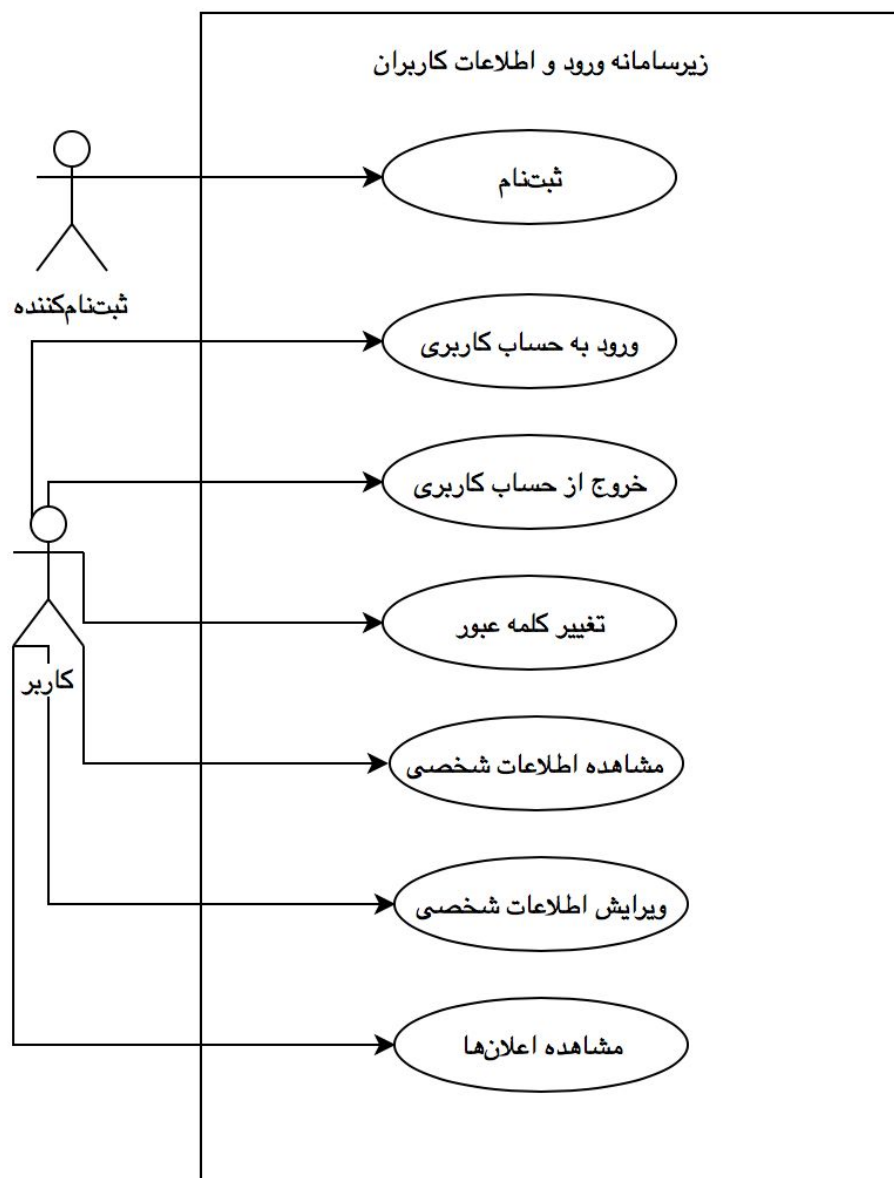 زیرسامانه ورود و اطلاعات کاربران
ثبت‌نام
ثبت‌نام‌کننده
ورود به حساب کاربری
خروج از حساب کاربری
تغییر کلمه عبور
کاربر
مشاهده اطلاعات شخصی
ویرایش اطلاعات شخصی
مشاهده اعلان‌ها